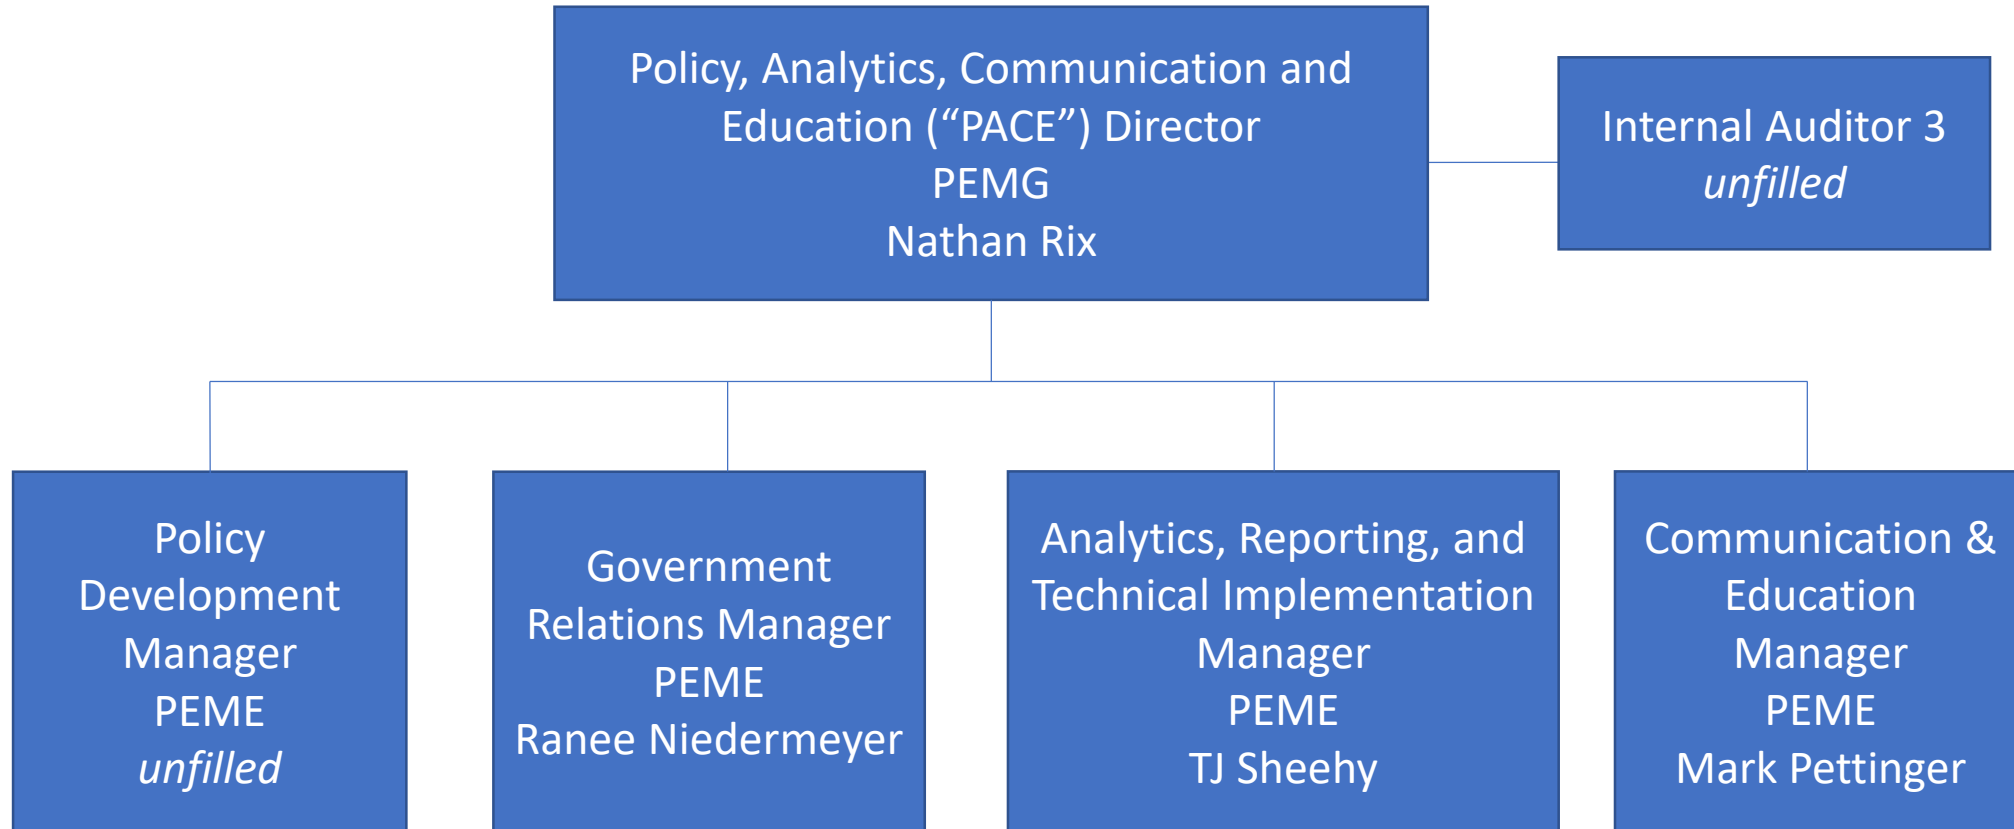 Policy, Analytics, Communication and
Education (“PACE”) Director
PEMG
Nathan Rix
Internal Auditor 3
unfilled
Policy
Development
Manager
PEME
unfilled
Government
Relations Manager
PEME
Ranee Niedermeyer
Analytics, Reporting, and
Technical Implementation
Manager
PEME
TJ Sheehy
Communication &
Education
Manager
PEME
Mark Pettinger